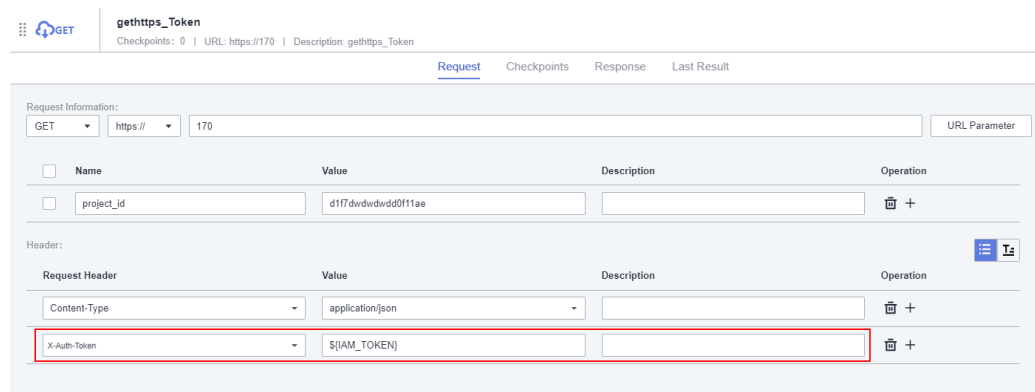 GET
gethttps_Token
Checkpoints: 0 | URL: https://170 | Description: gethttps_Token
Request Checkpoints Response Last Result
Request Information:
GET https:// 170 URL Parameter
Name Value Description Operation
project_id d1f7dwdwdwdd0f11ae
Header:
Request Header Value Description Operation
Content-Type application/json
X-Auth-Token ${IAM_TOKEN}